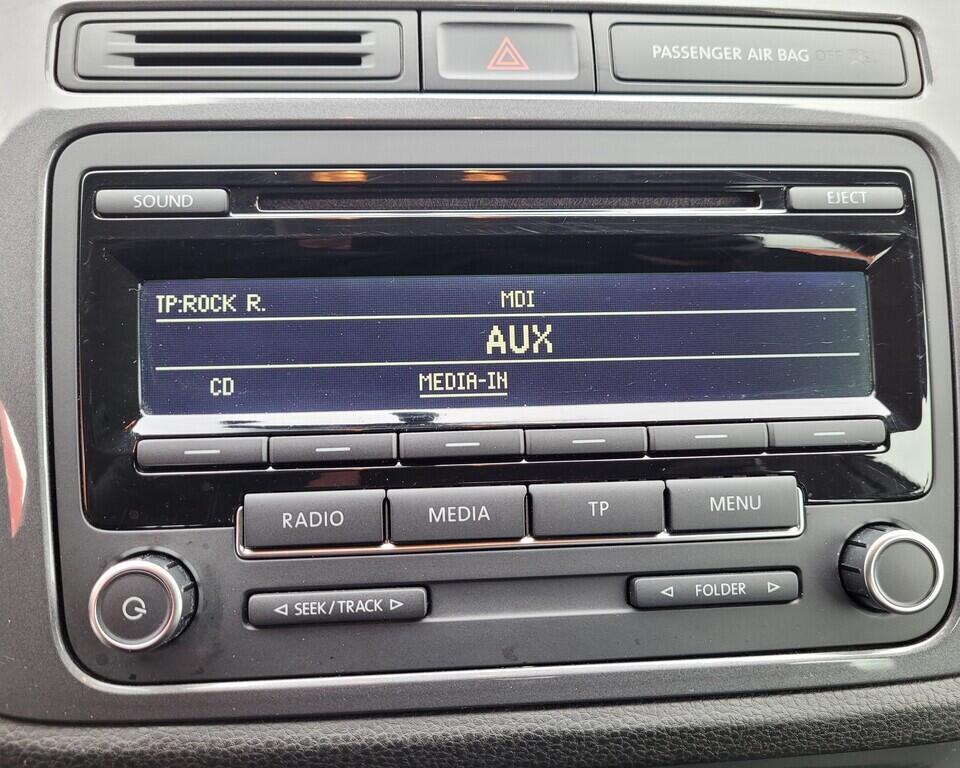 PASSENGER AIR BAG OFF
SOUND
EJECT
TP:ROCK R. MDI
AUX
CD MEDIA-IN
RADIO MEDIA TP MENU
SEEK/TRACK
FOLDER